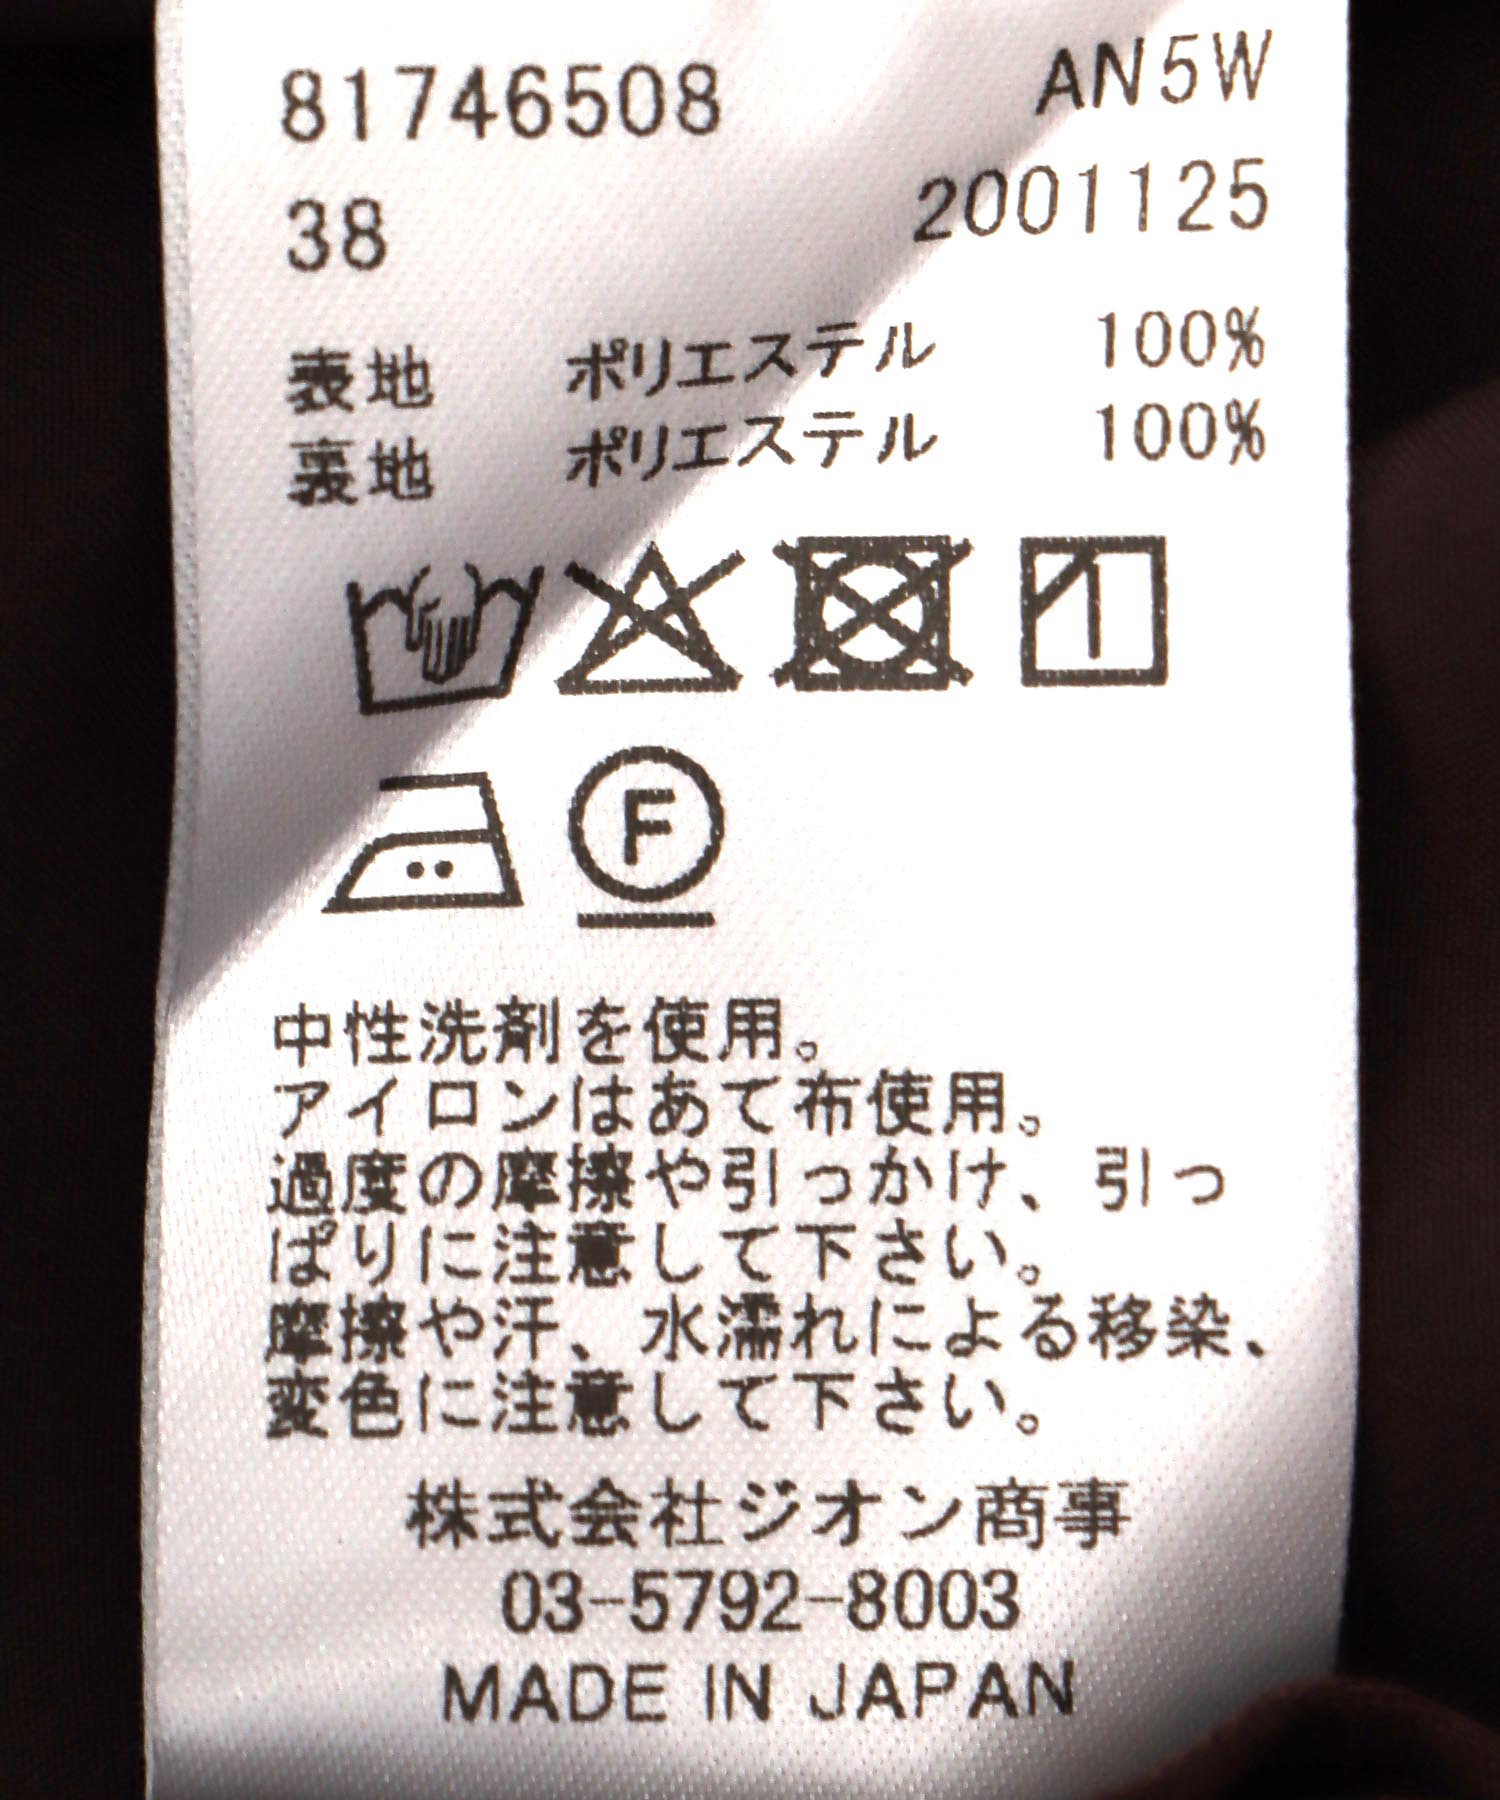 81746508 AN5W
38 2001125
表地 ポリエステル 100%
裏地 ポリエステル 100%
F
中性洗剤を使用。
アイロンはあて布使用。
過度の摩擦や引っかけ、引っ
ぱりに注意して下さい。
摩擦や汗、水濡れによる移染、
変色に注意して下さい。
株式会社ジオン商事
03-5792-8003
MADE IN JAPAN